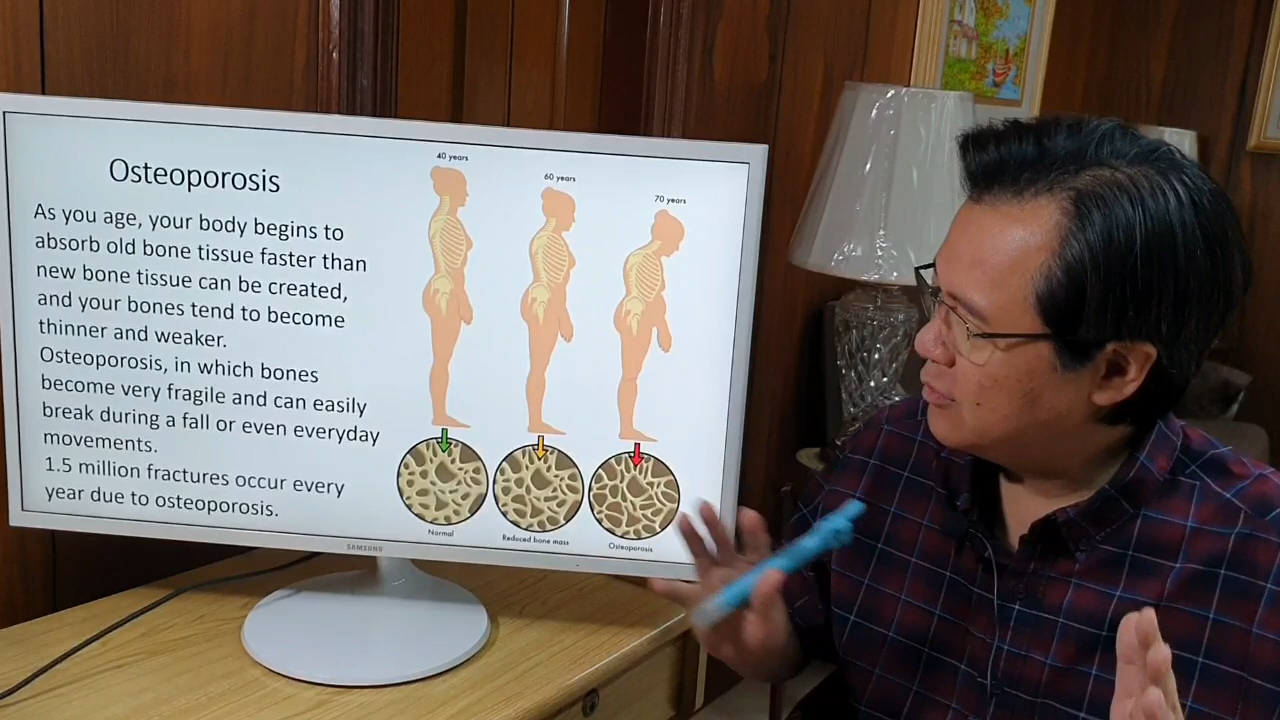 Osteoporosis
As you age, your body begins to
absorb old bone tissue faster than
new bone tissue can be created,
and your bones tend to become
thinner and weaker.
Osteoporosis, in which bones
become very fragile and can easily
break during a fall or even everyday
movements.
1.5 million fractures occur every
year due to osteoporosis.
40 years
60 years
70 years
Normal
Reduced bone mass
Osteoporosis
SAMSUNG